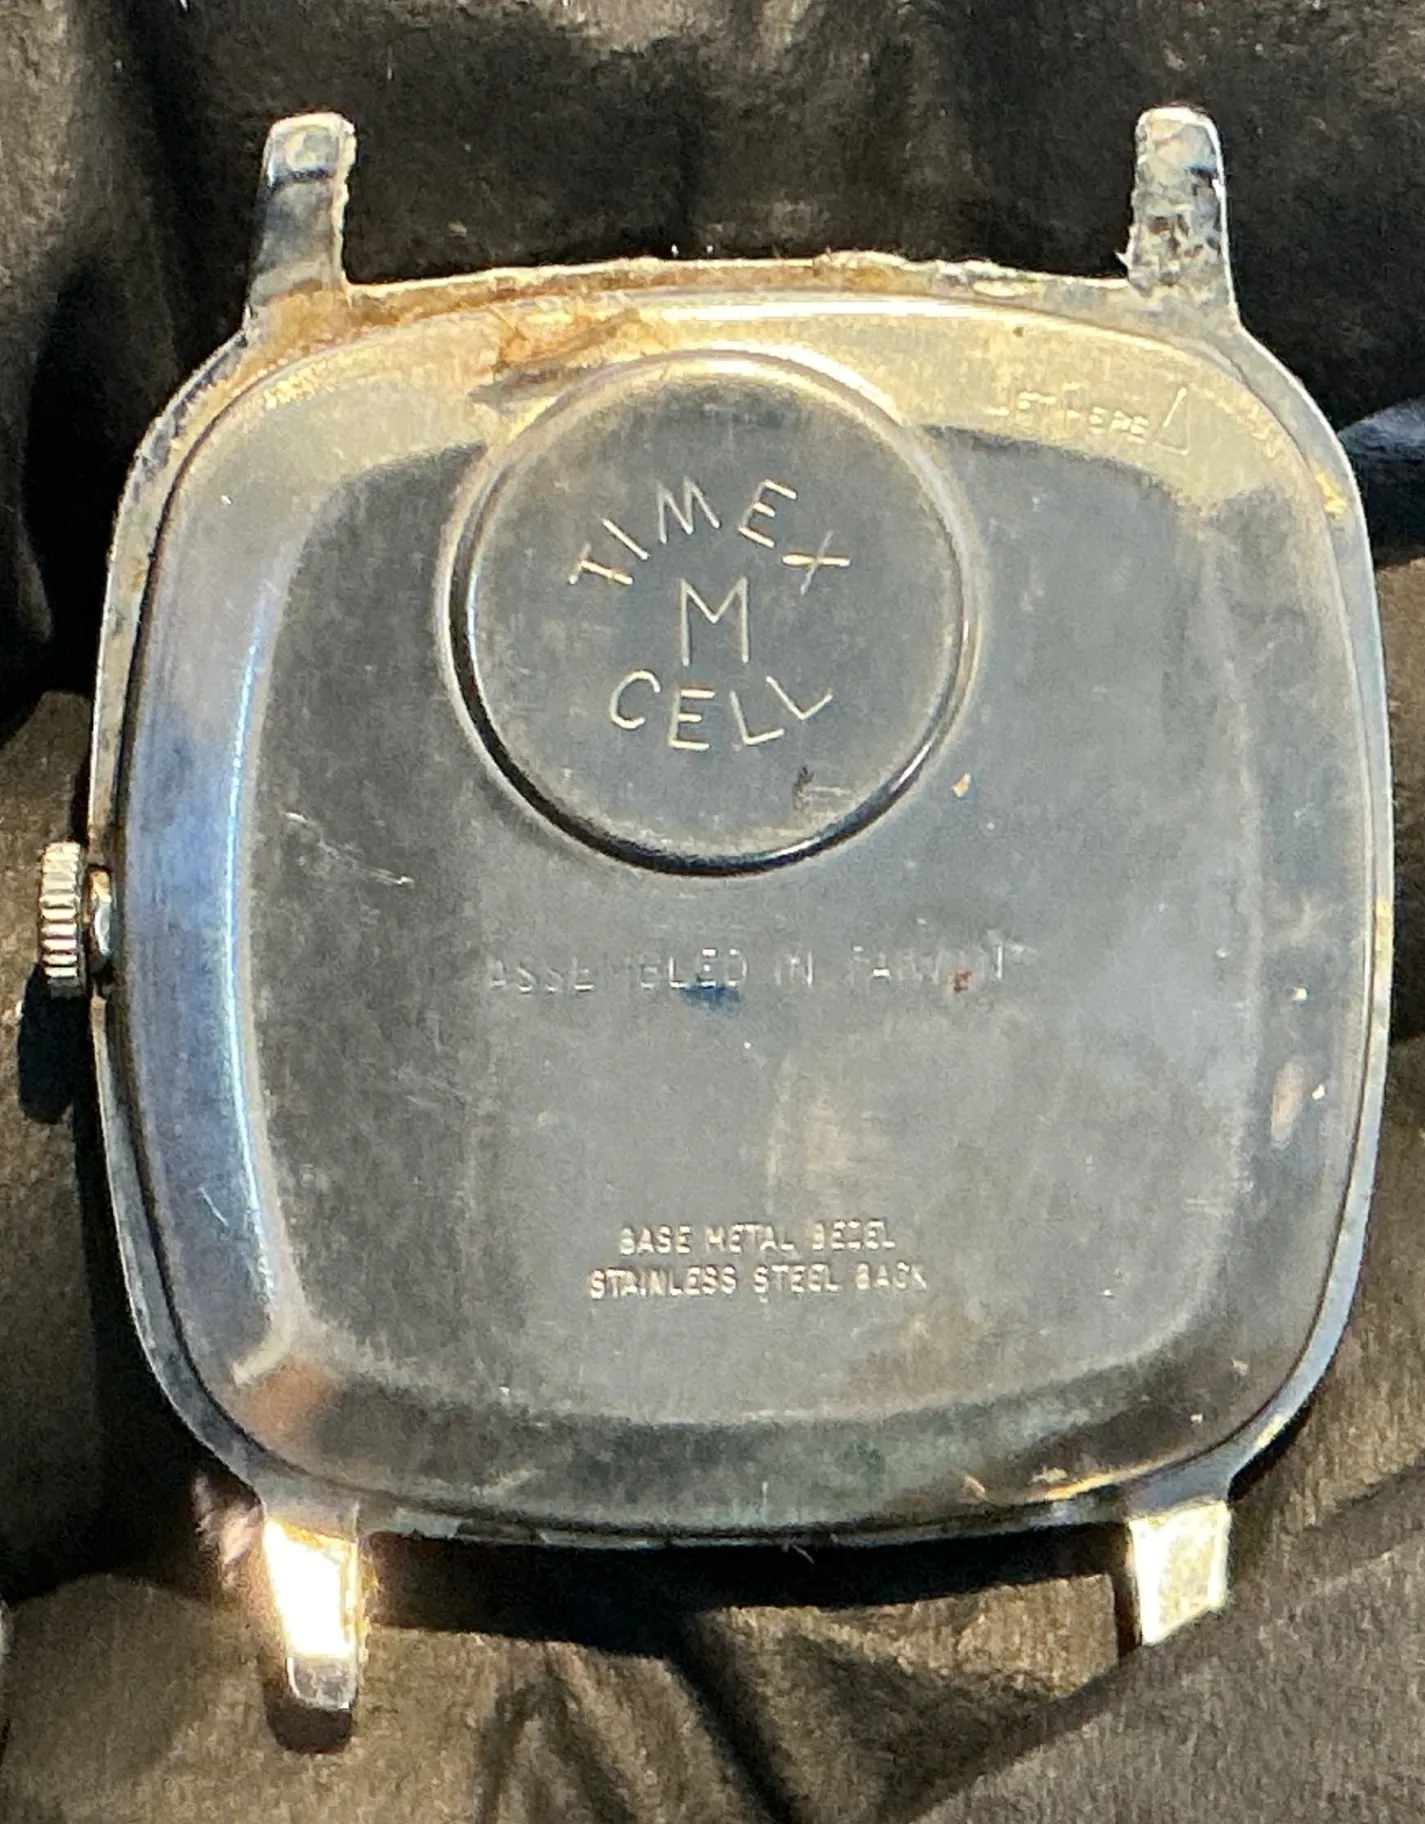 TIMEX
M
CELL
ASSEMBLED IN TAIWAN
BASE METAL BEZEL
STAINLESS STEEL BACK